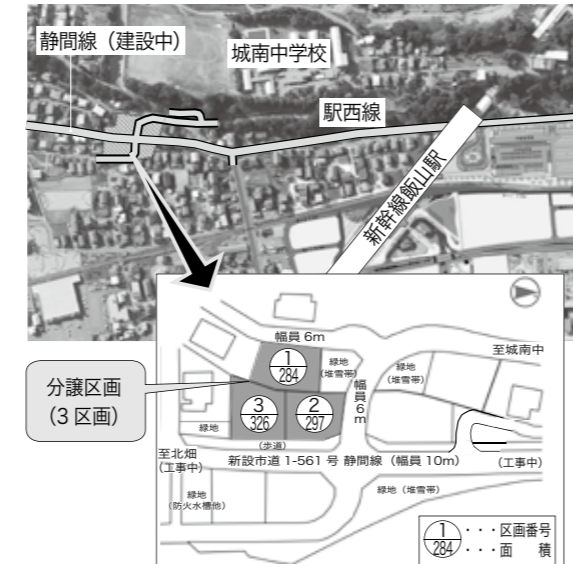 静間線（建設中）
城南中学校
駅西線
新幹線飯山駅
分譲区画
（3 区画）
幅員 6m
至城南中
1
284
緑地
（堆雪帯）
幅員6m
緑地
（堆雪帯）
3
326
2
297
緑地
（歩道）
至北畑
（工事中）
新設市道 1-561 号 静間線（幅員 10m）
（工事中）
緑地
（防火水槽他）
緑地（堆雪帯）
1
284
・・・区画番号
・・・面　　積